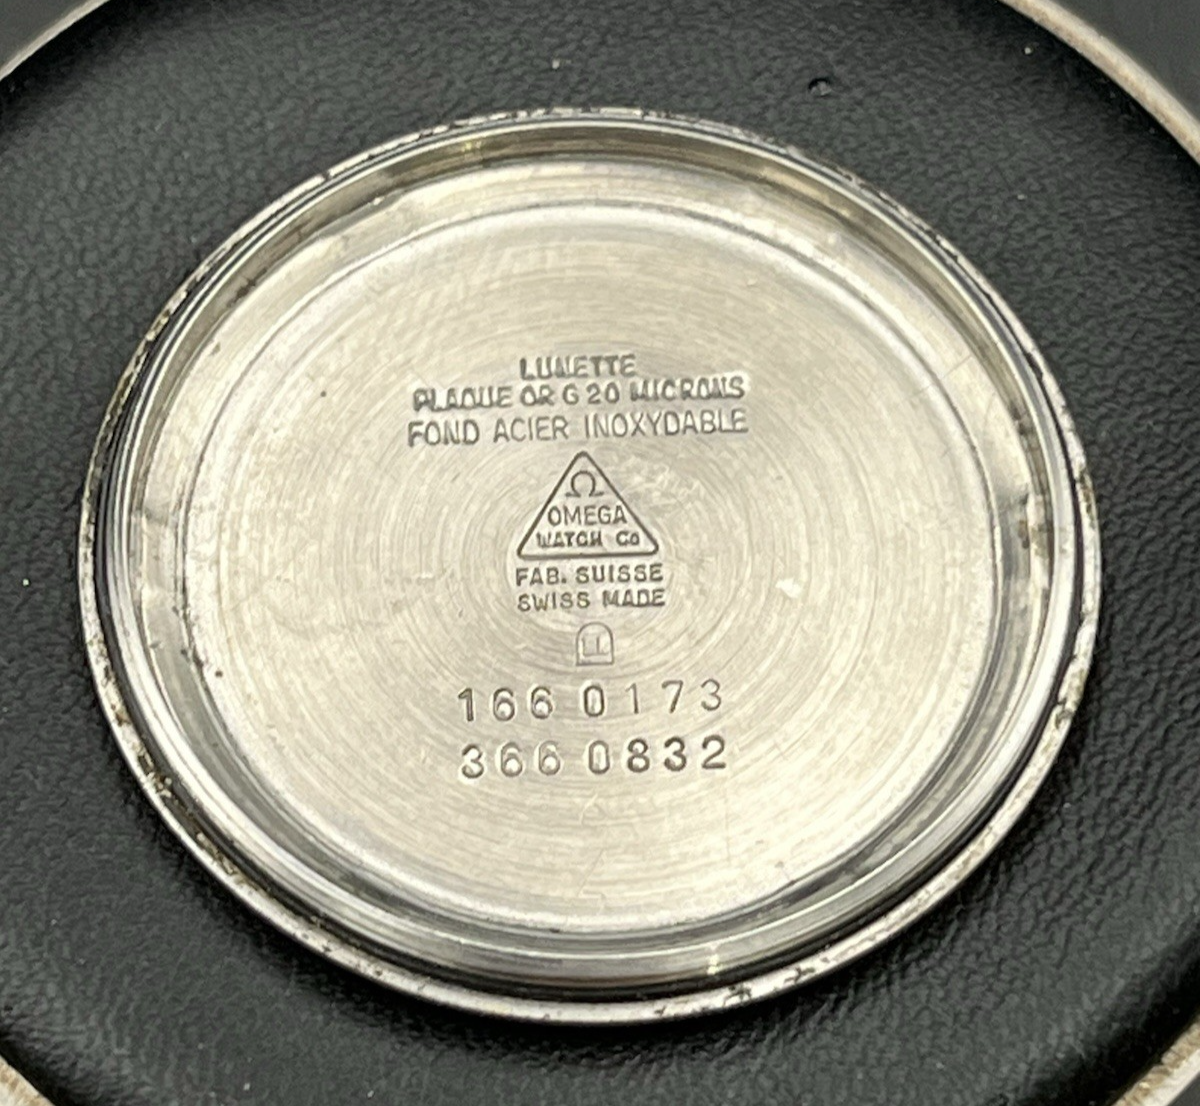 LUNETTE
PLAQUE OR G 20 MICRONS
FOND ACIER INOXYDABLE
Ω
OMEGA
WATCH Co
FAB. SUISSE
SWISS MADE
166 0173
366 0832